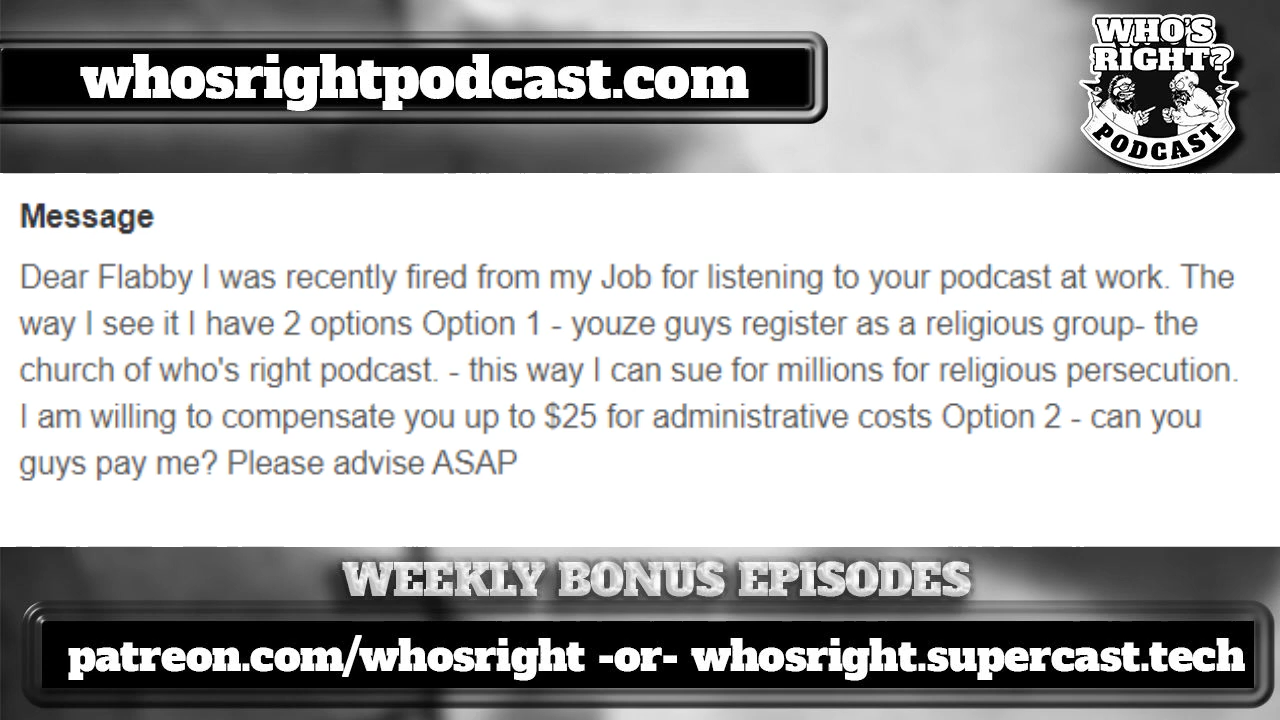 whosrightpodcast.com
WHO'S
RIGHT?
PODCAST
Message
Dear Flabby I was recently fired from my Job for listening to your podcast at work. The
way I see it I have 2 options Option 1 - youze guys register as a religious group- the
church of who's right podcast. - this way I can sue for millions for religious persecution.
I am willing to compensate you up to $25 for administrative costs Option 2 - can you
guys pay me? Please advise ASAP
WEEKLY BONUS EPISODES
patreon.com/whosright -or- whosright.supercast.tech